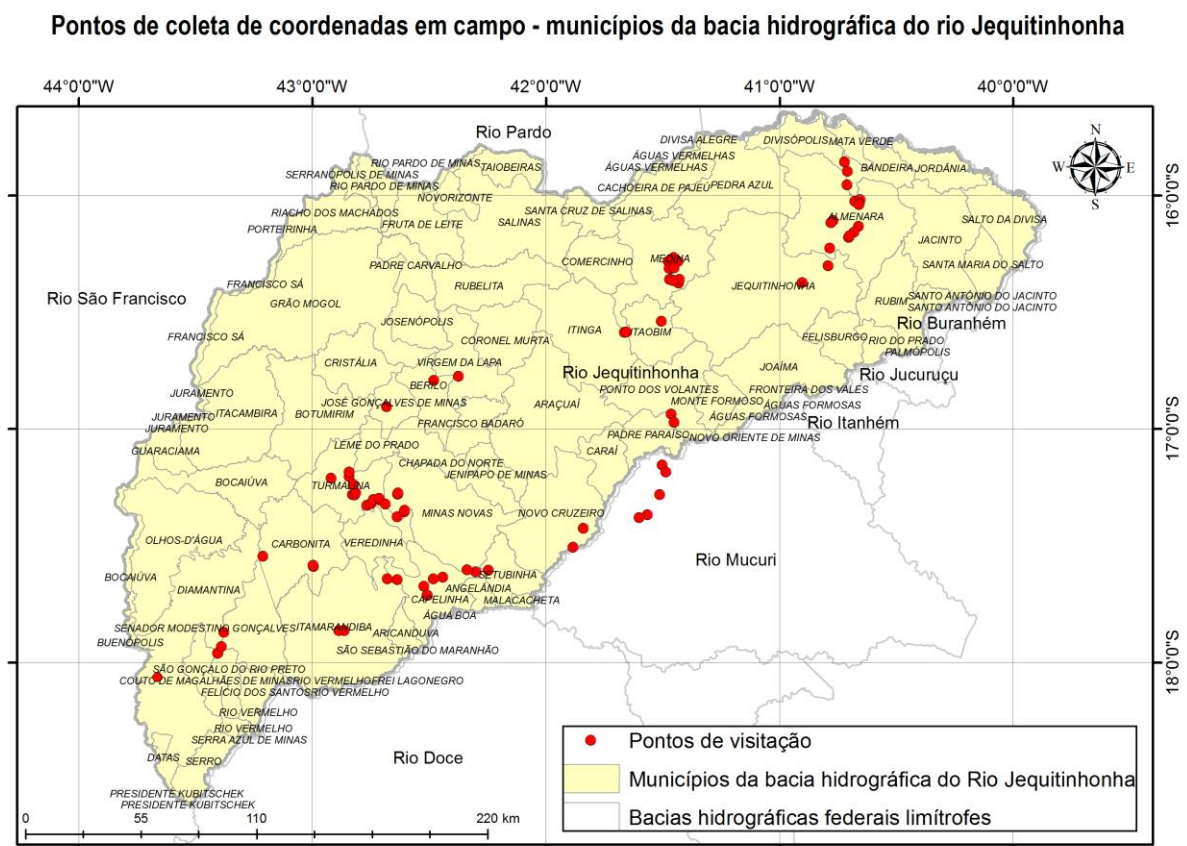 Pontos de coleta de coordenadas em campo - municípios da bacia hidrográfica do rio Jequitinhonha
44°0'0"W 43°0'0"W 42°0'0"W 41°0'0"W 40°0'0"W
Rio Pardo
DIVISA ALEGRE
DIVISÓPOLIS
MATA VERDE
N
W E
S
RIO PARDO DE MINAS
TAIOBEIRAS
ÁGUAS VERMELHAS
ÁGUAS VERMELHAS
BANDEIRA
JORDÂNIA
SERRANÓPOLIS DE MINAS
RIO PARDO DE MINAS
NOVORIZONTE
CACHOEIRA DE PAJEÚ
PEDRA AZUL
16°0'0"S
RIACHO DOS MACHADOS
PORTEIRINHA
FRUTA DE LEITE
SALINAS
SANTA CRUZ DE SALINAS
ALMENARA
SALTO DA DIVISA
PADRE CARVALHO
COMERCINHO
MEDINA
JACINTO
SANTA MARIA DO SALTO
FRANCISCO SÁ
RUBELITA
JEQUITINHONHA
Rio São Francisco
GRÃO MOGOL
RUBIM
SANTO ANTÔNIO DO JACINTO
SANTO ANTÔNIO DO JACINTO
JOSENÓPOLIS
ITINGA
ITAOBIM
Rio Buranhém
FRANCISCO SÁ
CORONEL MURTA
FELISBURGO
RIO DO PRADO
PALMÓPOLIS
CRISTÁLIA
VIRGEM DA LAPA
Rio Jequitinhonha
JOAÍMA
Rio Jucuruçu
JURAMENTO
BERILO
PONTO DOS VOLANTES
FRONTEIRA DOS VALES
JOSÉ GONÇALVES DE MINAS
ARAÇUAÍ
MONTE FORMOSO
ÁGUAS FORMOSAS
JURAMENTO
ITACAMBIRA
BOTUMIRIM
ÁGUAS FORMOSAS
JURAMENTO
FRANCISCO BADARÓ
Rio Itanhém
17°0'0"S
GUARACIAMA
LEME DO PRADO
PADRE PARAÍSO
NOVO ORIENTE DE MINAS
CHAPADA DO NORTE
CARAÍ
JENIPAPO DE MINAS
BOCAIÚVA
TURMALINA
MINAS NOVAS
NOVO CRUZEIRO
OLHOS-D'ÁGUA
CARBONITA
VEREDINHA
Rio Mucuri
BOCAIÚVA
SETUBINHA
DIAMANTINA
ANGELÂNDIA
CAPELINHA
MALACACHETA
ÁGUA BOA
SENADOR MODESTINO GONÇALVES
ITAMARANDIBA
ARICANDUVA
BUENÓPOLIS
SÃO SEBASTIÃO DO MARANHÃO
18°0'0"S
SÃO GONÇALO DO RIO PRETO
COUTO DE MAGALHÃES DE MINAS
RIO VERMELHO
FREI LAGONEGRO
FELÍCIO DOS SANTOS
RIO VERMELHO
RIO VERMELHO
RIO VERMELHO
SERRA AZUL DE MINAS
DATAS
SERRO
Rio Doce
PRESIDENTE KUBITSCHEK
PRESIDENTE KUBITSCHEK
0 55 110 220 km
Pontos de visitação
Municípios da bacia hidrográfica do Rio Jequitinhonha
Bacias hidrográficas federais limítrofes